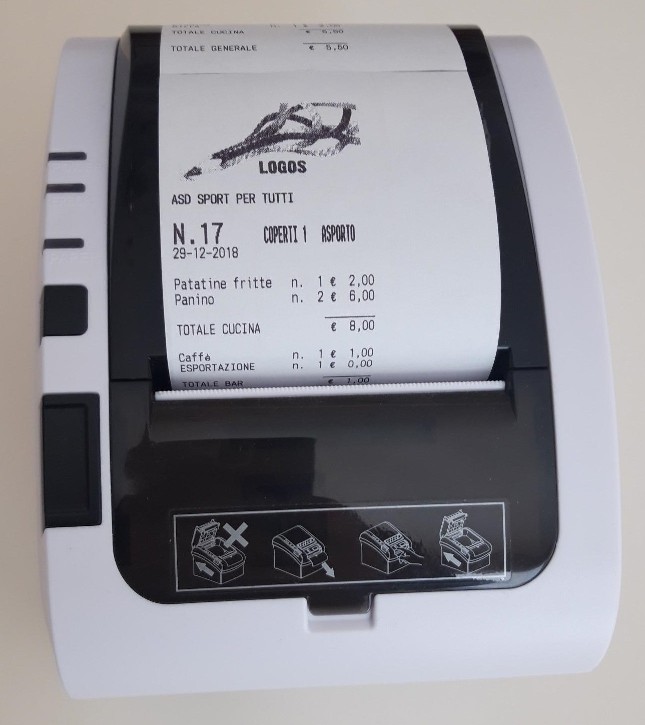 TOTALE CUCINA € 5,50
TOTALE GENERALE € 5,50
LOGOS
ASD SPORT PER TUTTI
N.17 COPERTI 1 ASPORTO
29-12-2018
Patatine fritte n. 1 € 2,00
Panino n. 2 € 6,00
TOTALE CUCINA € 8,00
Caffè n. 1 € 1,00
ESPORTAZIONE n. 1 € 0,00
TOTALE BAR € 1,00